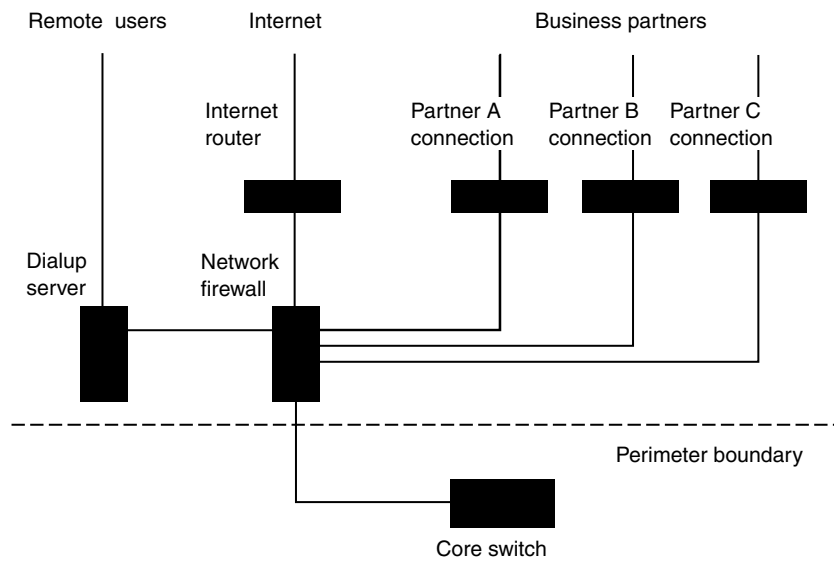 Remote users
Internet
Business partners
Internet
router
Partner A
connection
Partner B
connection
Partner C
connection
Dialup
server
Network
firewall
Perimeter boundary
Core switch